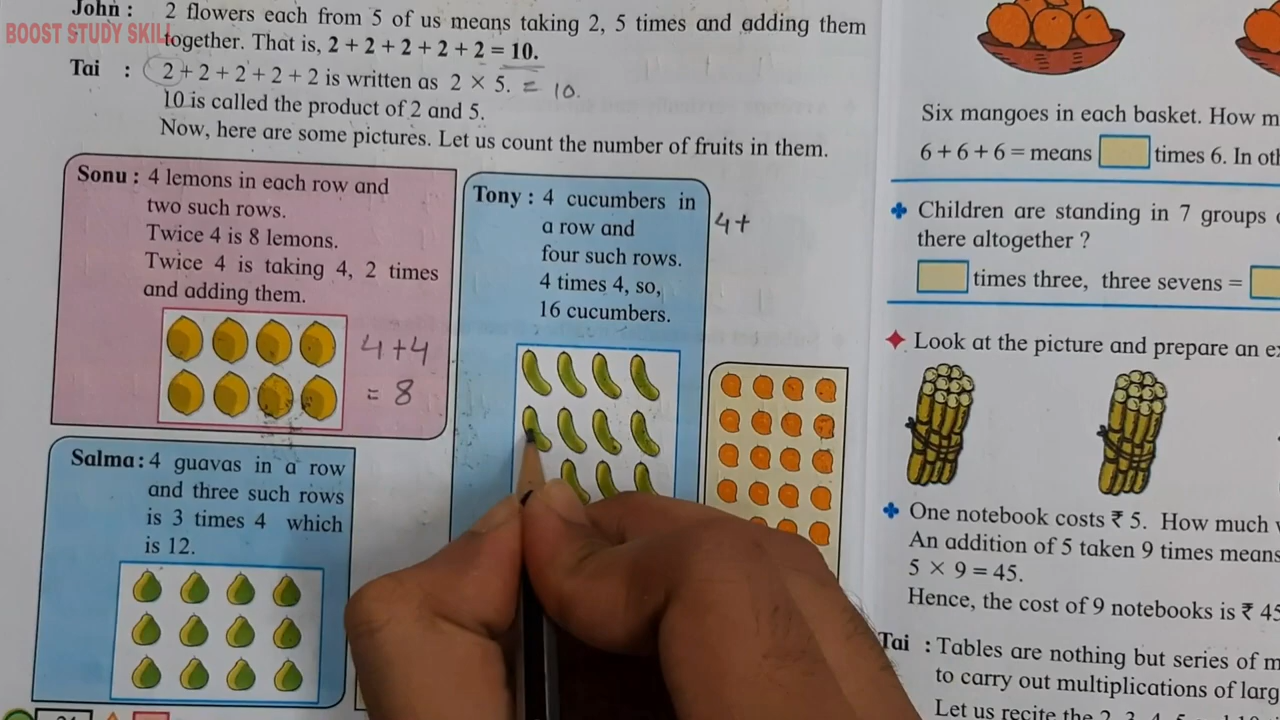 John : 2 flowers each from 5 of us means taking 2, 5 times and adding them
BOOST STUDY SKILL
together. That is, 2 + 2 + 2 + 2 + 2 = 10.
Tai : 2 + 2 + 2 + 2 + 2 is written as 2 × 5. = 10.
10 is called the product of 2 and 5.
Now, here are some pictures. Let us count the number of fruits in them.
Sonu : 4 lemons in each row and
two such rows.
Twice 4 is 8 lemons.
Twice 4 is taking 4, 2 times
and adding them.
4 + 4
= 8
Salma : 4 guavas in a row
and three such rows
is 3 times 4 which
is 12.
Tony : 4 cucumbers in
a row and
four such rows.
4 times 4, so,
16 cucumbers.
4 +
Six mangoes in each basket. How
6 + 6 + 6 = means times 6. In
Children are standing in 7 groups
there altogether ?
times three, three sevens =
Look at the picture and prepare an
One notebook costs ₹ 5. How much
An addition of 5 taken 9 times means
5 × 9 = 45.
Hence, the cost of 9 notebooks is ₹ 45
Tai : Tables are nothing but series of
to carry out multiplications of
Let us recite the 2, 3, 4, 5